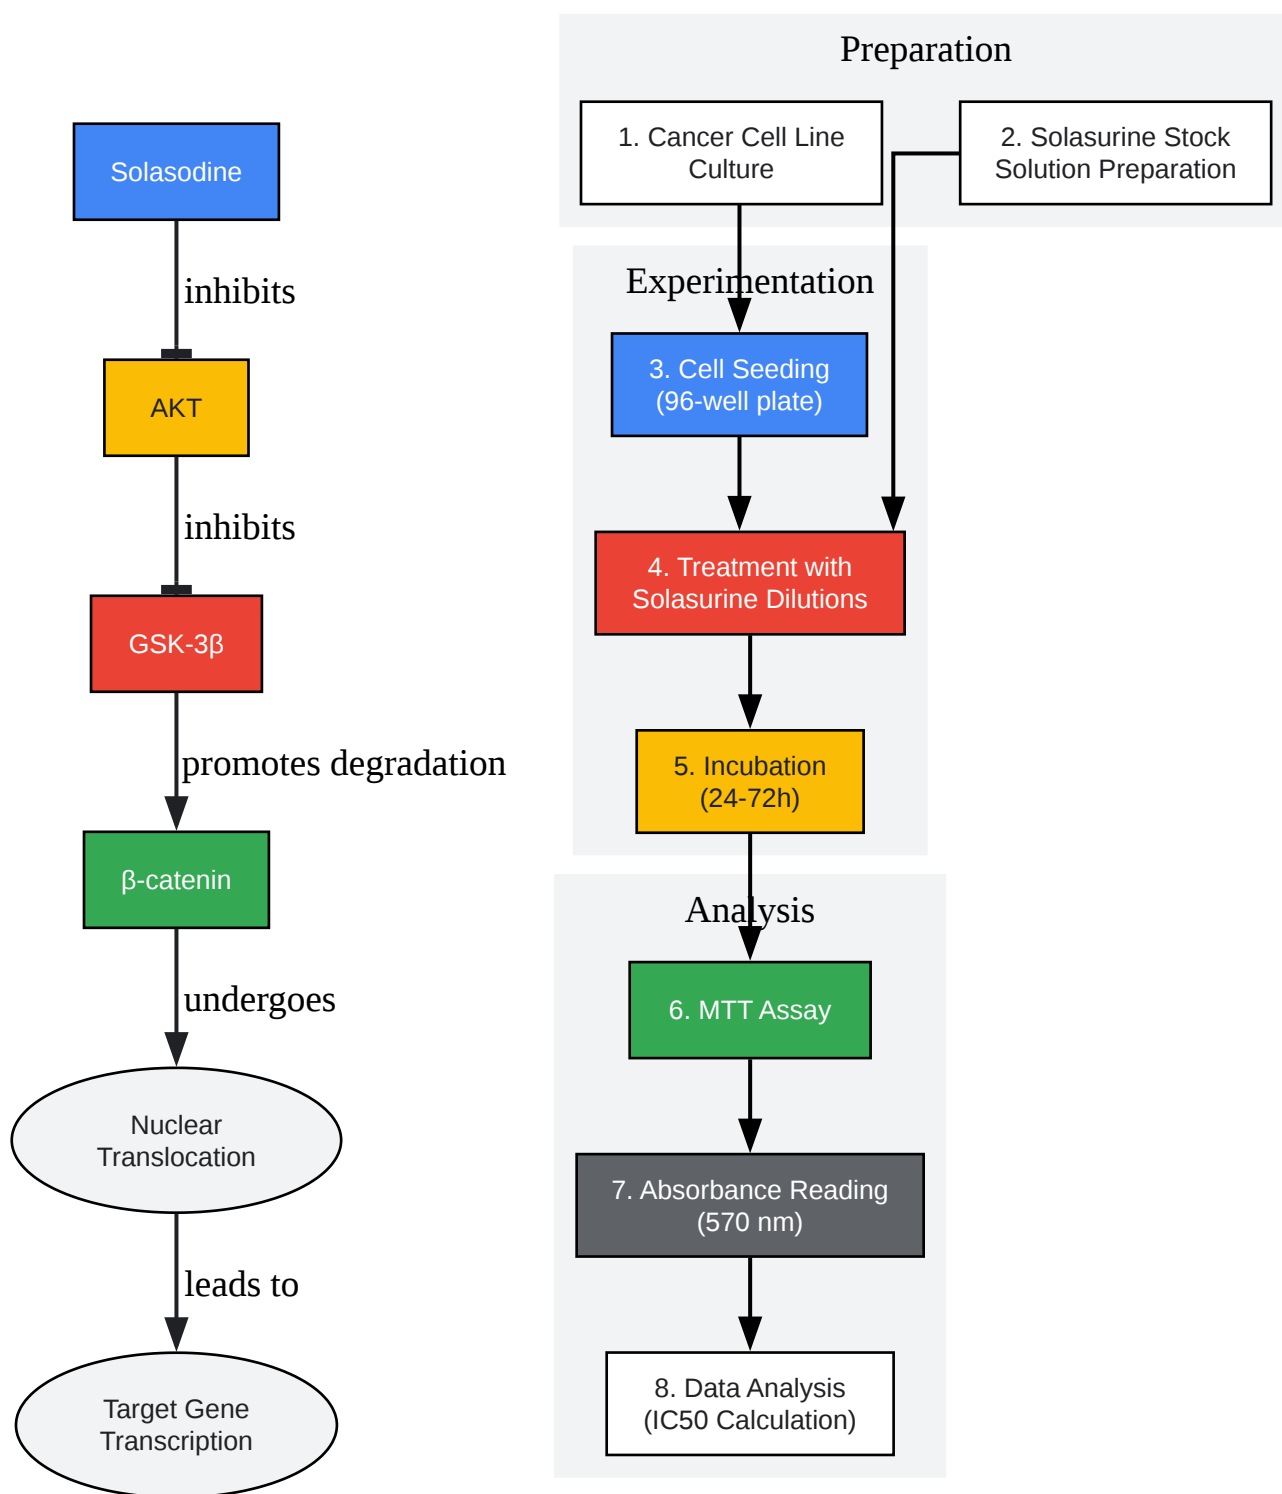 Solasodine
inhibits
AKT
inhibits
GSK-3β
promotes degradation
β-catenin
undergoes
Nuclear
Translocation
leads to
Target Gene
Transcription
Preparation
1. Cancer Cell Line
Culture
2. Solasurine Stock
Solution Preparation
Experimentation
3. Cell Seeding
(96-well plate)
4. Treatment with
Solasurine Dilutions
5. Incubation
(24-72h)
Analysis
6. MTT Assay
7. Absorbance Reading
(570 nm)
8. Data Analysis
(IC50 Calculation)